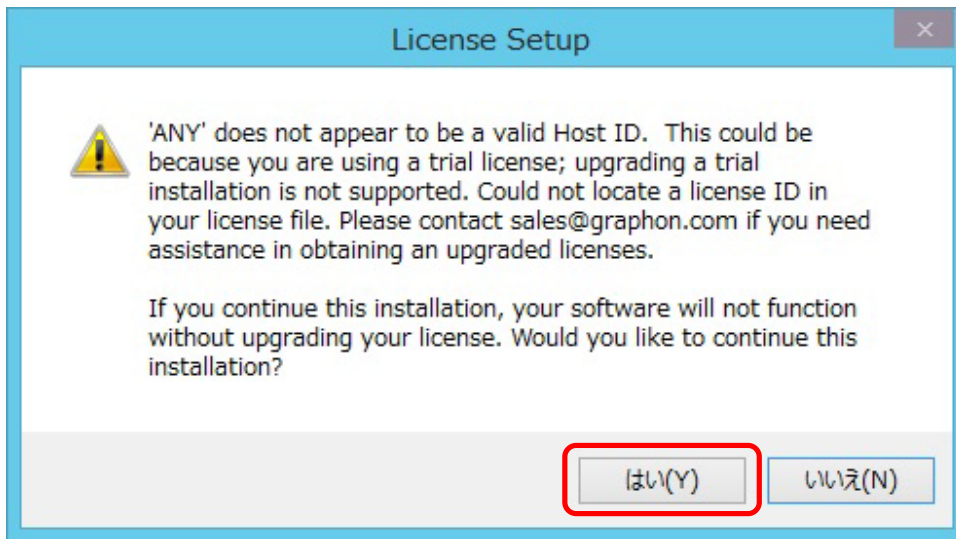 License Setup
'ANY' does not appear to be a valid Host ID.  This could be
because you are using a trial license; upgrading a trial
installation is not supported. Could not locate a license ID in
your license file. Please contact sales@graphon.com if you need
assistance in obtaining an upgraded licenses.
If you continue this installation, your software will not function
without upgrading your license. Would you like to continue this
installation?
はい(Y)
いいえ(N)